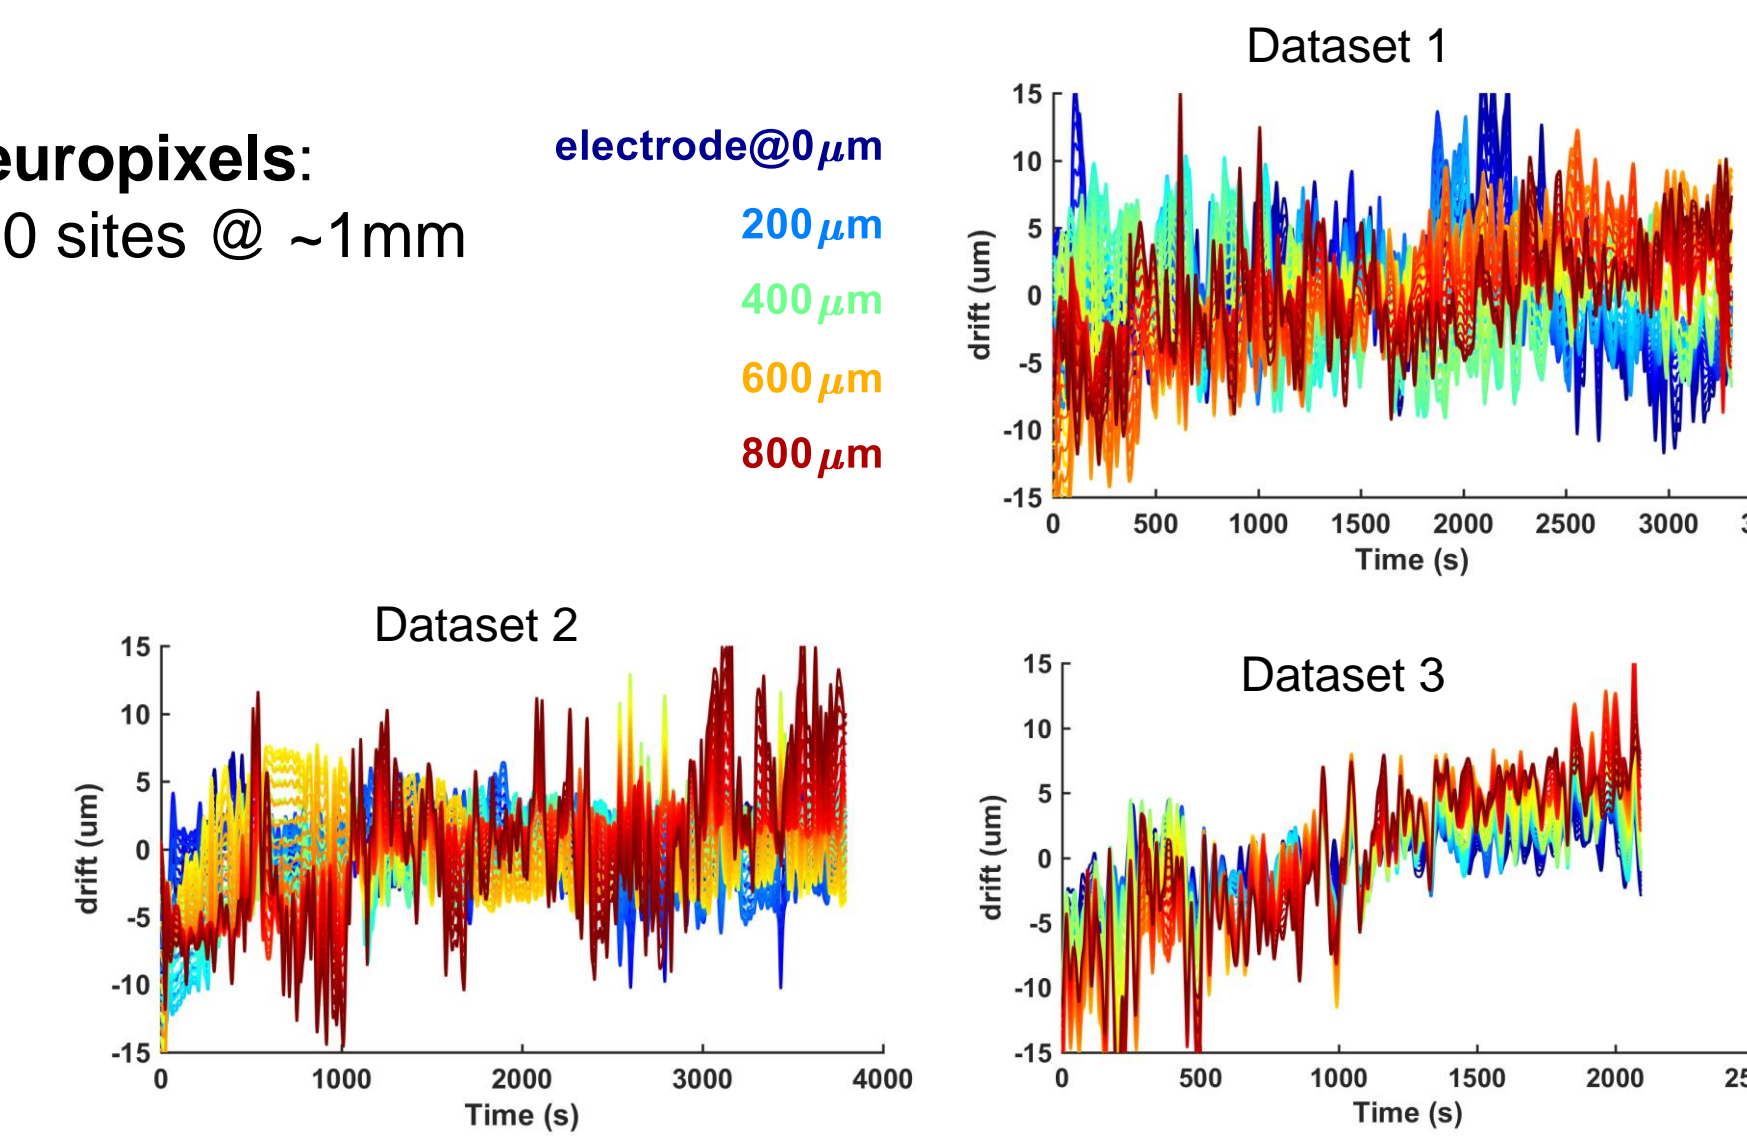 europixels:
0 sites @ ~1mm
electrode@0μm
200μm
400μm
600μm
800μm
Dataset 1
15
10
5
0
-5
-10
-15
drift (um)
0 500 1000 1500 2000 2500 3000 3
Time (s)
Dataset 2
15
10
5
0
-5
-10
-15
drift (um)
0 1000 2000 3000 4000
Time (s)
Dataset 3
15
10
5
0
-5
-10
-15
drift (um)
0 500 1000 1500 2000 25
Time (s)